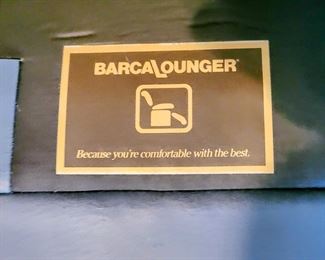 BARCALOUNGER®
Because you're comfortable with the best.